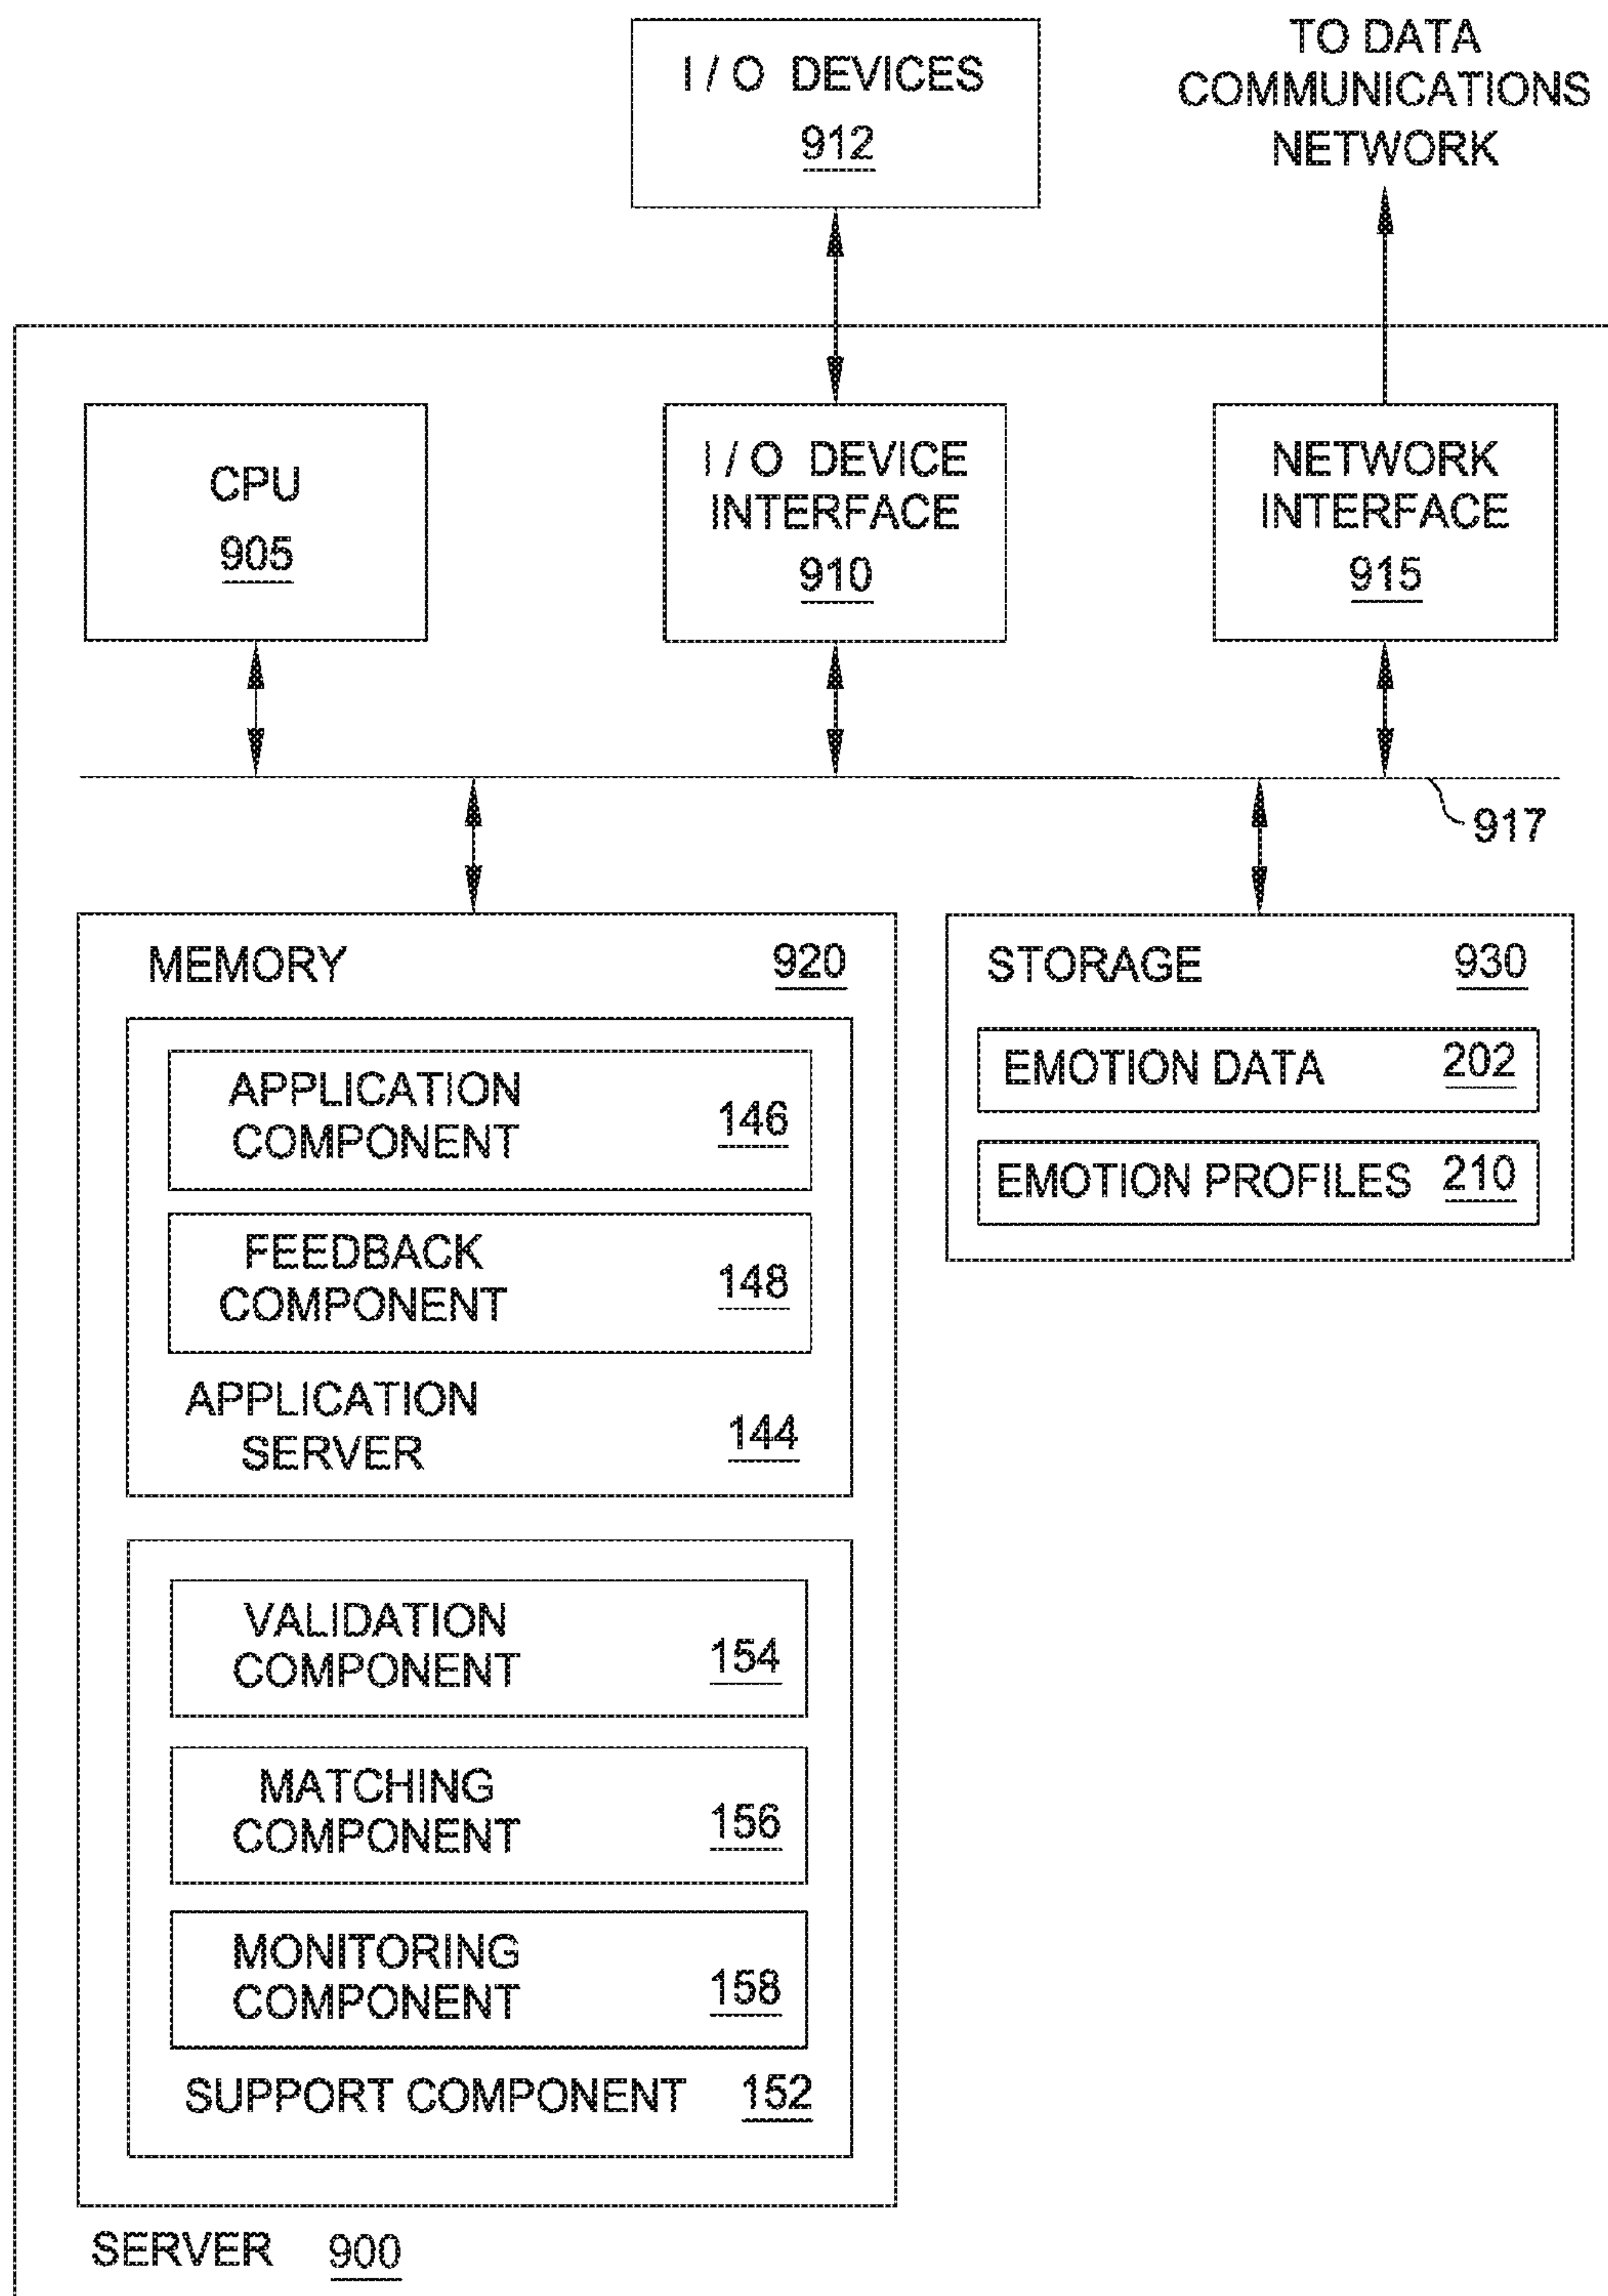 I / O DEVICES
912
TO DATA
COMMUNICATIONS
NETWORK
CPU
905
I / O DEVICE
INTERFACE
910
NETWORK
INTERFACE
915
917
MEMORY 920
APPLICATION
COMPONENT 146
FEEDBACK
COMPONENT 148
APPLICATION
SERVER 144
VALIDATION
COMPONENT 154
MATCHING
COMPONENT 156
MONITORING
COMPONENT 158
SUPPORT COMPONENT 152
STORAGE 930
EMOTION DATA 202
EMOTION PROFILES 210
SERVER 900